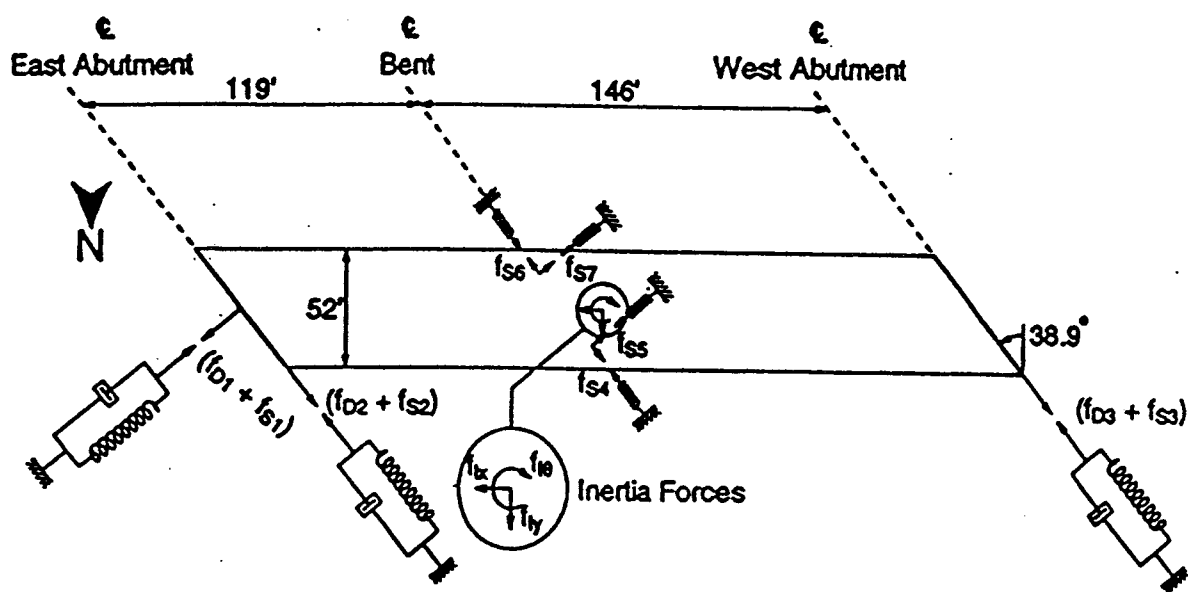 ℄ ℄ ℄
East Abutment Bent West Abutment
119' 146'
N
fS6 fS7
52'
fS5
38.9°
fS4
(fD1 + fS1)
(fD2 + fS2)
(fD3 + fS3)
fIx fIθ
Inertia Forces
fIy